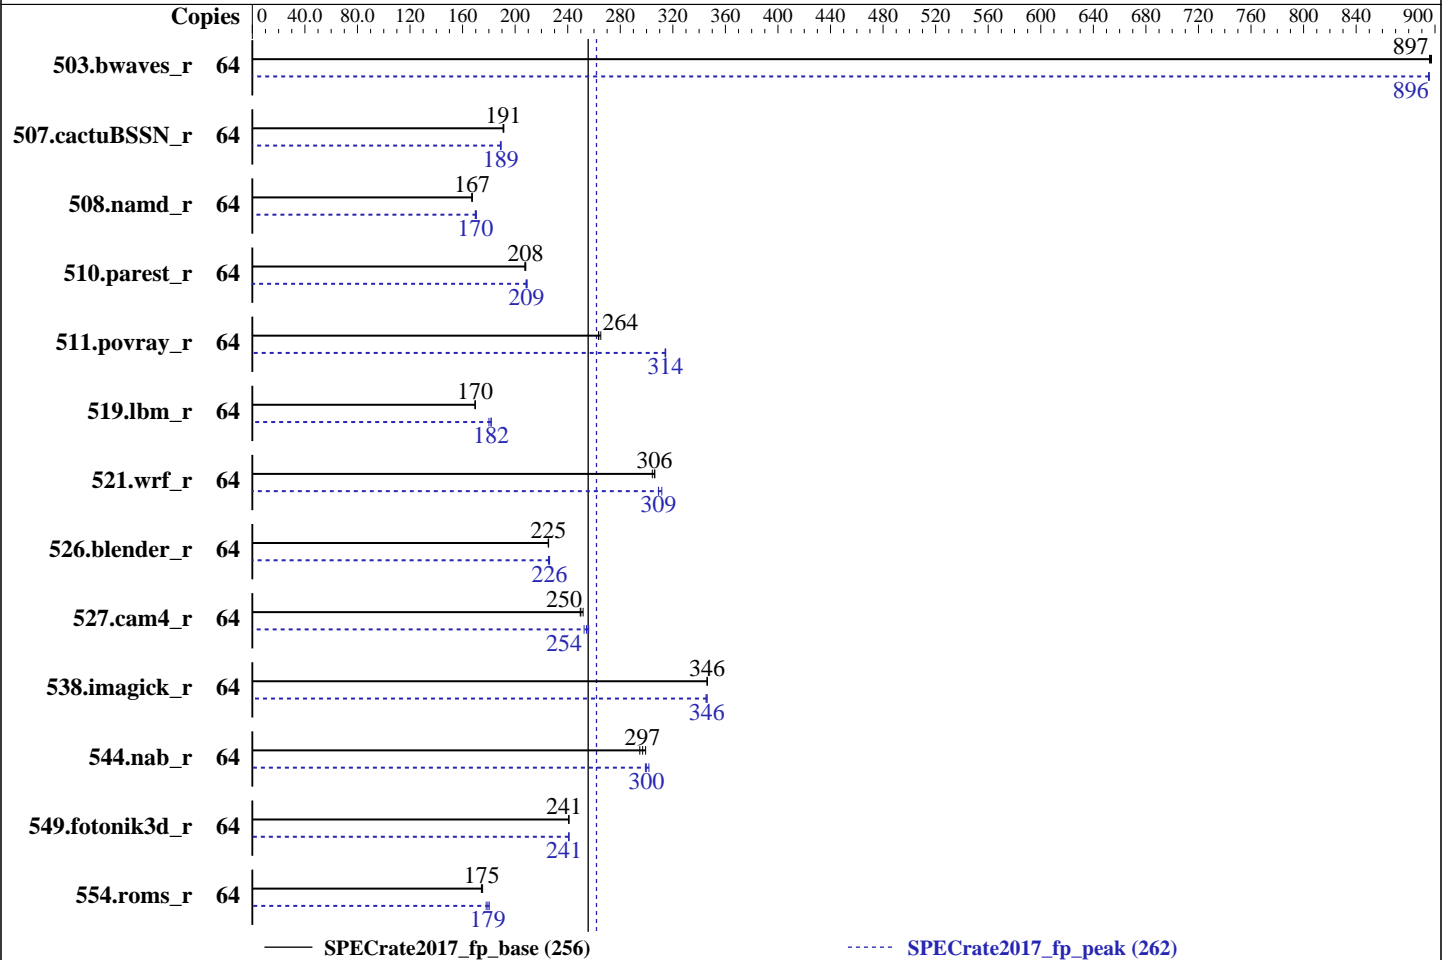 Copies 0 40.0 80.0 120 160 200 240 280 320 360 400 440 480 520 560 600 640 680 720 760 800 840 900
897
503.bwaves_r 64
896
191
507.cactuBSSN_r 64
189
167
508.namd_r 64
170
208
510.parest_r 64
209
264
511.povray_r 64
314
170
519.lbm_r 64
182
306
521.wrf_r 64
309
225
526.blender_r 64
226
250
527.cam4_r 64
254
346
538.imagick_r 64
346
297
544.nab_r 64
300
241
549.fotonik3d_r 64
241
175
554.roms_r 64
179
SPECrate2017_fp_base (256) SPECrate2017_fp_peak (262)